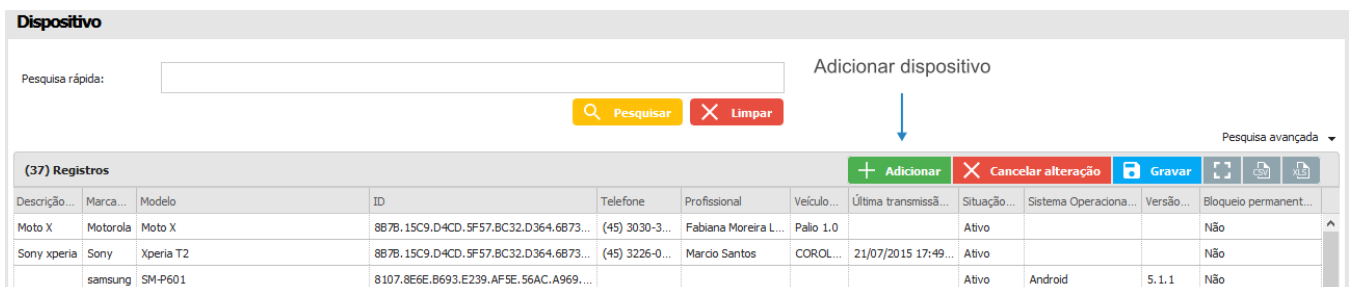 Dispositivo
Pesquisa rápida:
Adicionar dispositivo
Pesquisar Limpar
Pesquisa avançada
(37) Registros Adicionar Cancelar alteração Gravar CSV XLS
Descrição... Marca... Modelo ID Telefone Profissional Veículo... Última transmissã... Situação... Sistema Operaciona... Versão... Bloqueio permanent...
Moto X Motorola Moto X 8B7B.15C9.D4CD.5F57.BC32.D364.6B73... (45) 3030-3... Fabiana Moreira L... Palio 1.0 Ativo Não
Sony xperia Sony Xperia T2 8B7B.15C9.D4CD.5F57.BC32.D364.6B73... (45) 3226-0... Marcio Santos COROL... 21/07/2015 17:49... Ativo Não
samsung SM-P601 8107.8E6E.B693.E239.AF5E.56AC.A969.... Ativo Android 5.1.1 Não